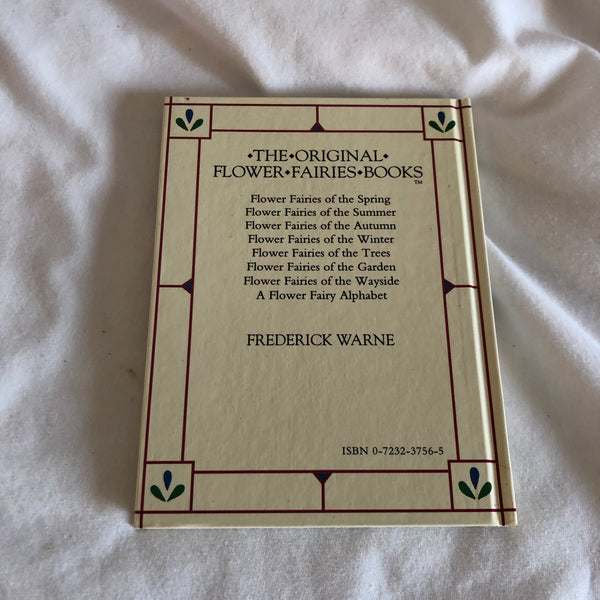 ·THE·ORIGINAL·
FLOWER·FAIRIES·BOOKS™
Flower Fairies of the Spring
Flower Fairies of the Summer
Flower Fairies of the Autumn
Flower Fairies of the Winter
Flower Fairies of the Trees
Flower Fairies of the Garden
Flower Fairies of the Wayside
A Flower Fairy Alphabet
FREDERICK WARNE
ISBN 0-7232-3756-5